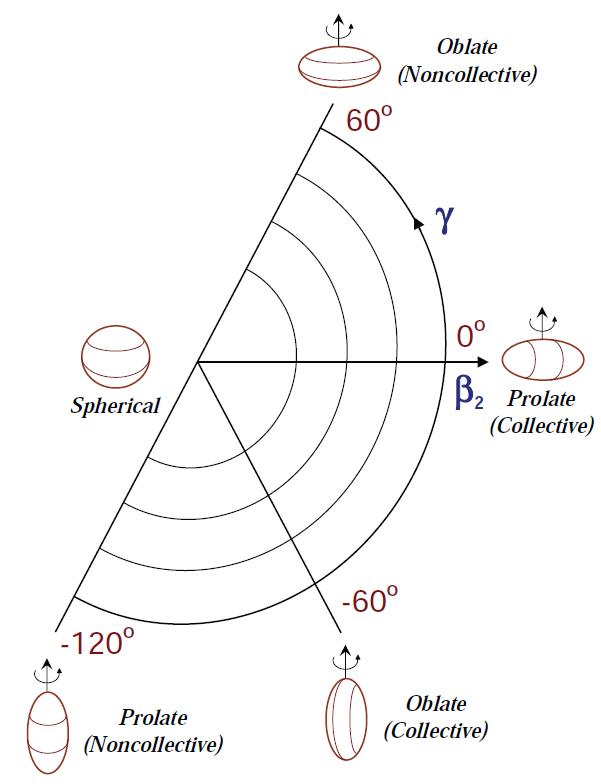 Oblate
(Noncollective)
60°
γ
0°
β₂
Prolate
(Collective)
Spherical
-60°
-120°
Oblate
(Collective)
Prolate
(Noncollective)